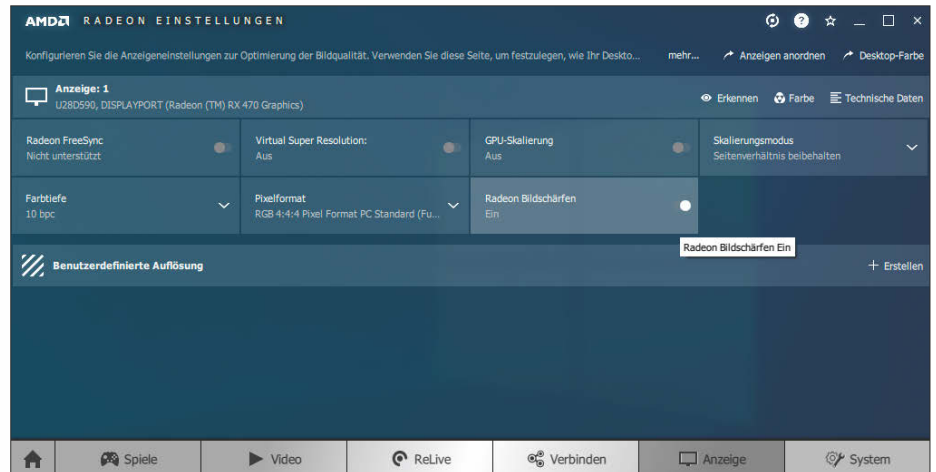 AMD RADEON EINSTELLUNGEN
Konfigurieren Sie die Anzeigeneinstellungen zur Optimierung der Bildqualität. Verwenden Sie diese Seite, um festzulegen, wie Ihr Deskto... mehr... Anzeigen anordnen Desktop-Farbe
Anzeige: 1
U28D590, DISPLAYPORT (Radeon (TM) RX 470 Graphics)
Erkennen Farbe Technische Daten
Radeon FreeSync
Nicht unterstützt
Virtual Super Resolution:
Aus
GPU-Skalierung
Aus
Skalierungsmodus
Seitenverhältnis beibehalten
Farbtiefe
10 bpc
Pixelformat
RGB 4:4:4 Pixel Format PC Standard (Fu...
Radeon Bildschärfen
Ein
Radeon Bildschärfen Ein
Benutzerdefinierte Auflösung
+ Erstellen
Spiele Video ReLive Verbinden Anzeige System